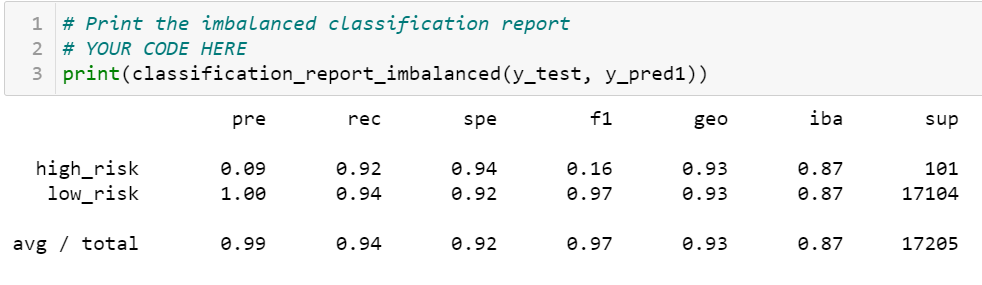 1 # Print the imbalanced classification report
2 # YOUR CODE HERE
3 print(classification_report_imbalanced(y_test, y_pred1))
pre rec spe f1 geo iba sup
high_risk 0.09 0.92 0.94 0.16 0.93 0.87 101
low_risk 1.00 0.94 0.92 0.97 0.93 0.87 17104
avg / total 0.99 0.94 0.92 0.97 0.93 0.87 17205